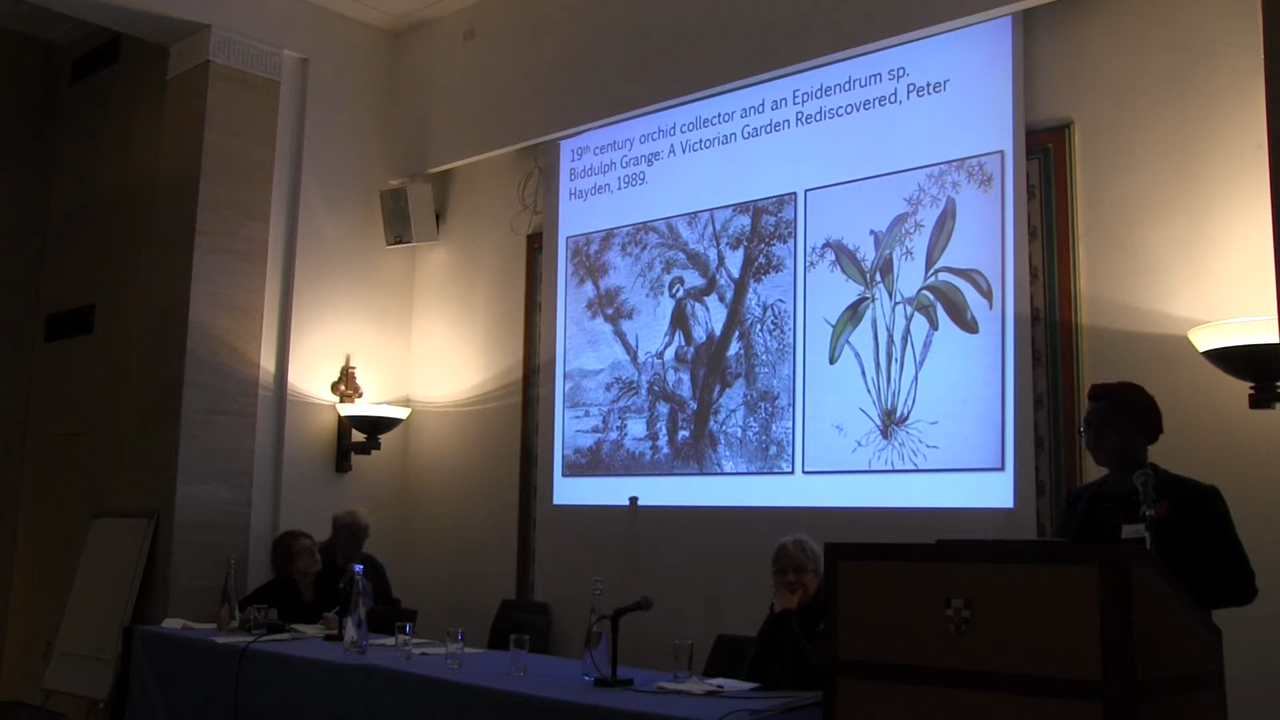 19th century orchid collector and an Epidendrum sp.
Biddulph Grange: A Victorian Garden Rediscovered, Peter
Hayden, 1989.